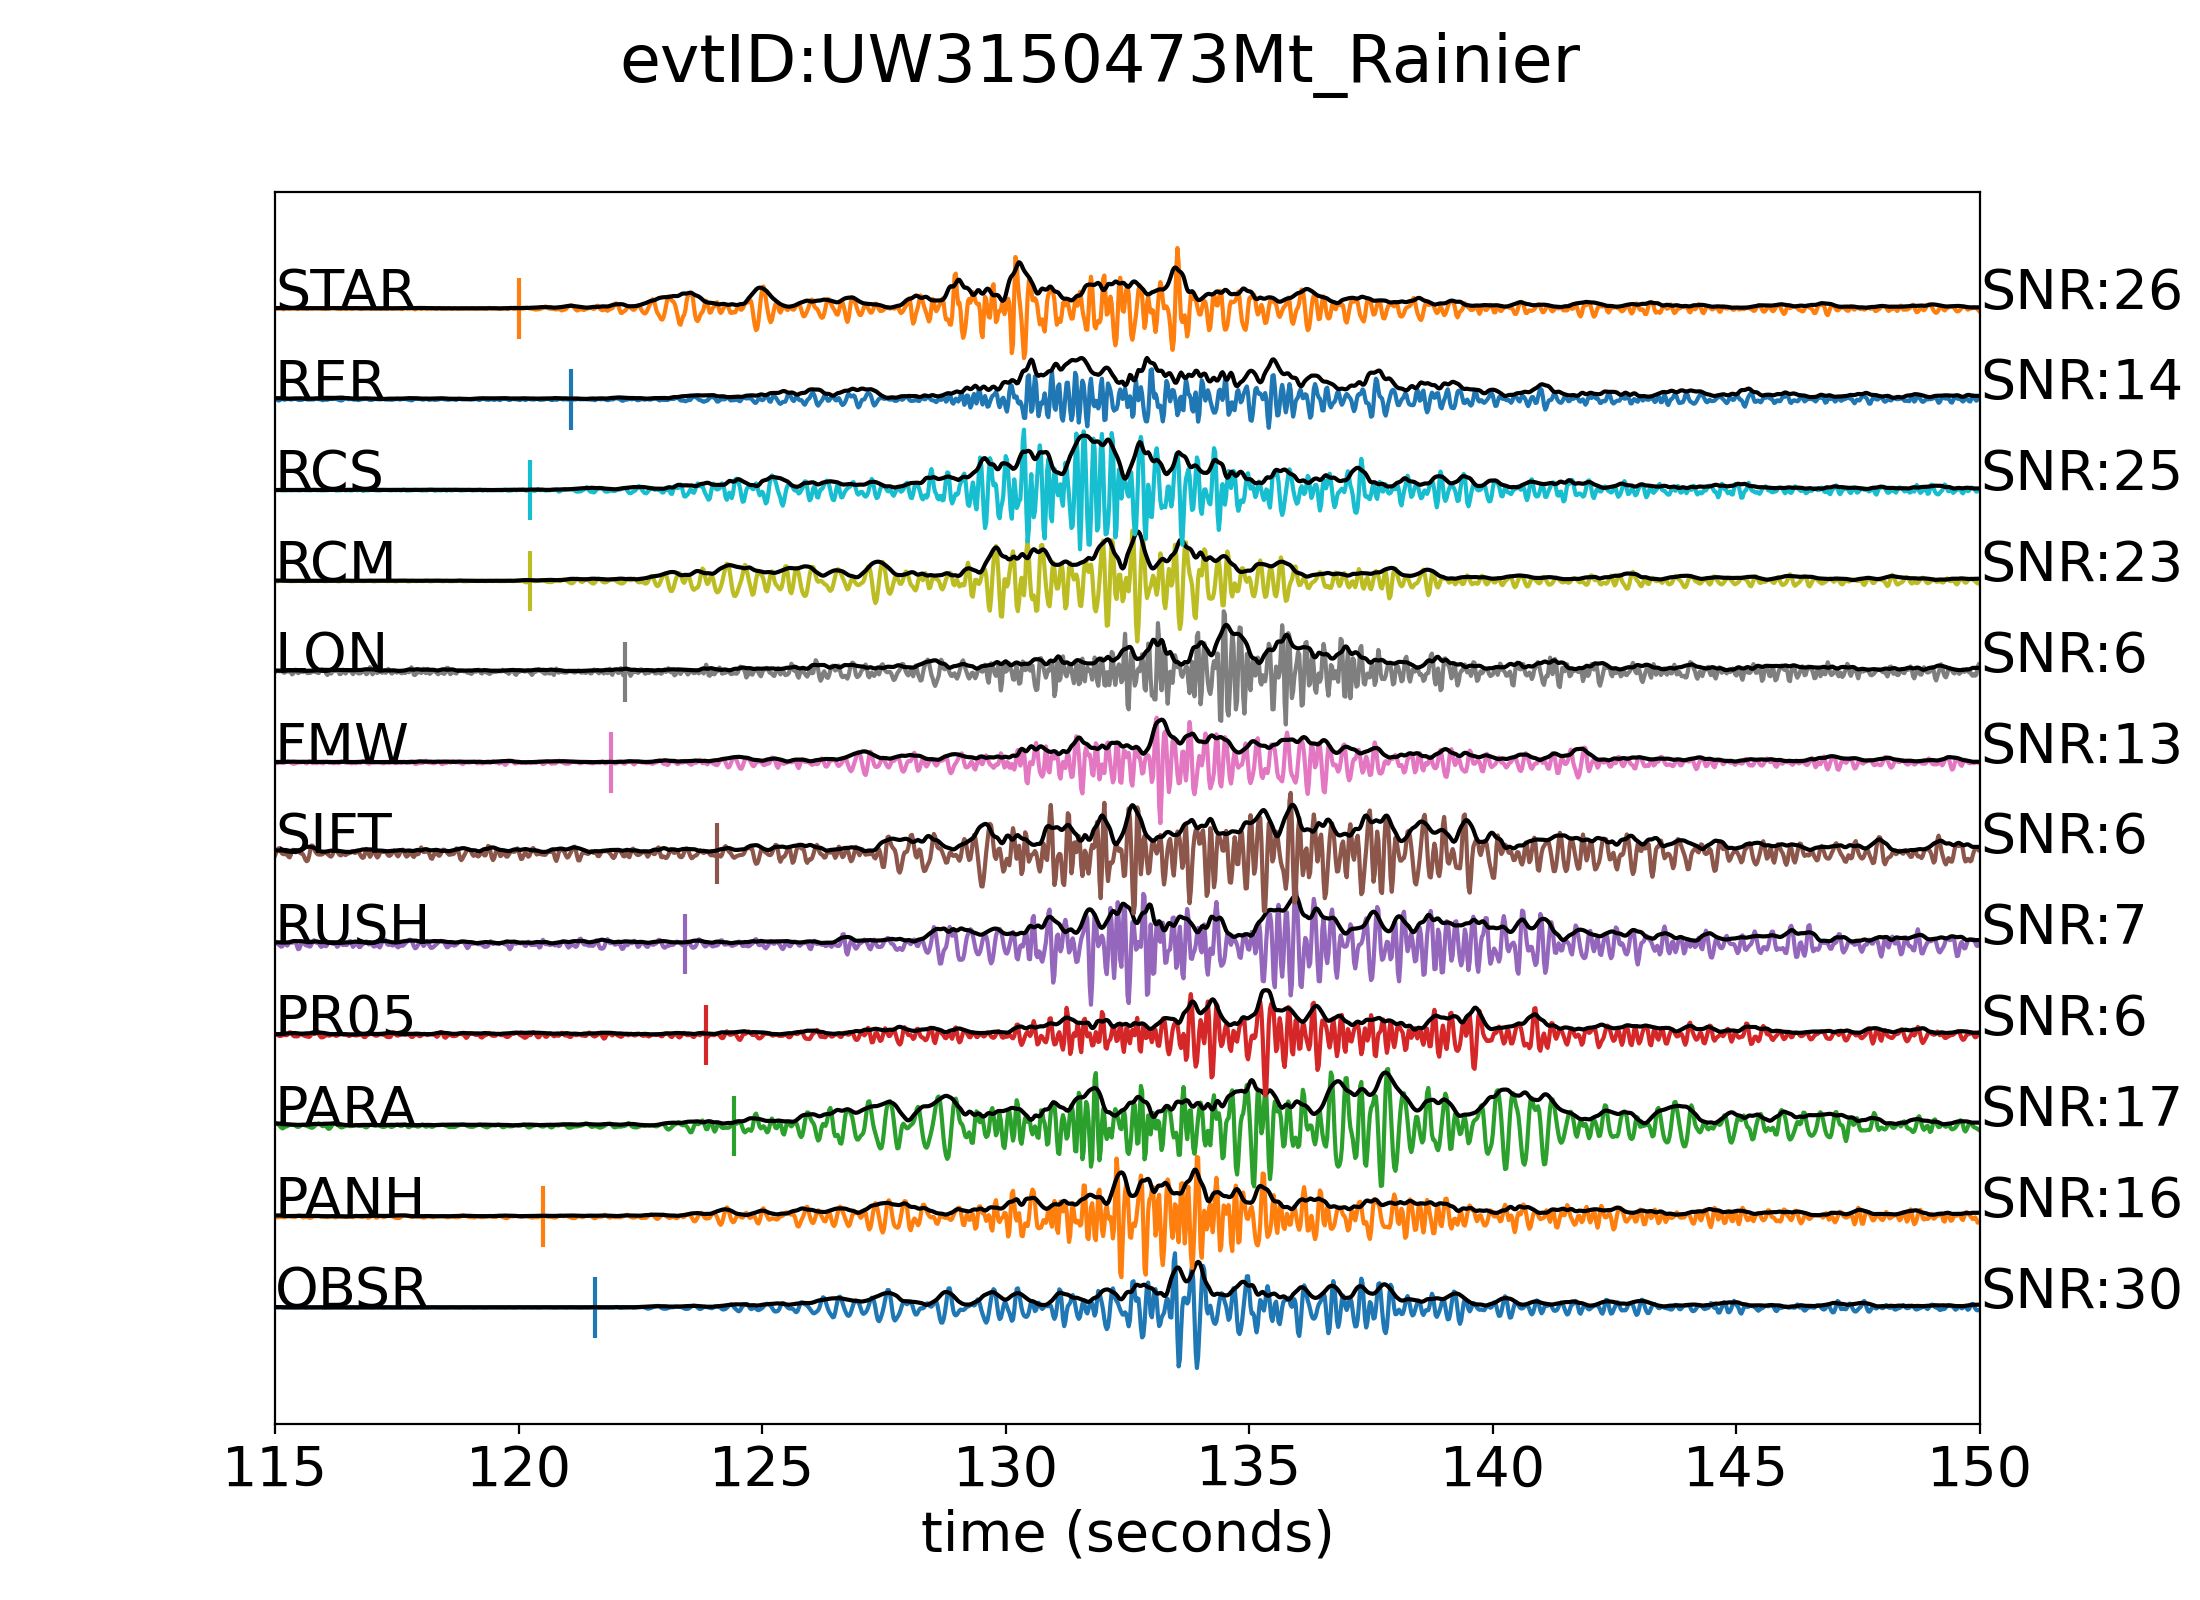 evtID:UW3150473Mt_Rainier
STAR SNR:26
RER SNR:14
RCS SNR:25
RCM SNR:23
LON SNR:6
FMW SNR:13
SIFT SNR:6
RUSH SNR:7
PR05 SNR:6
PARA SNR:17
PANH SNR:16
OBSR SNR:30
115 120 125 130 135 140 145 150
time (seconds)